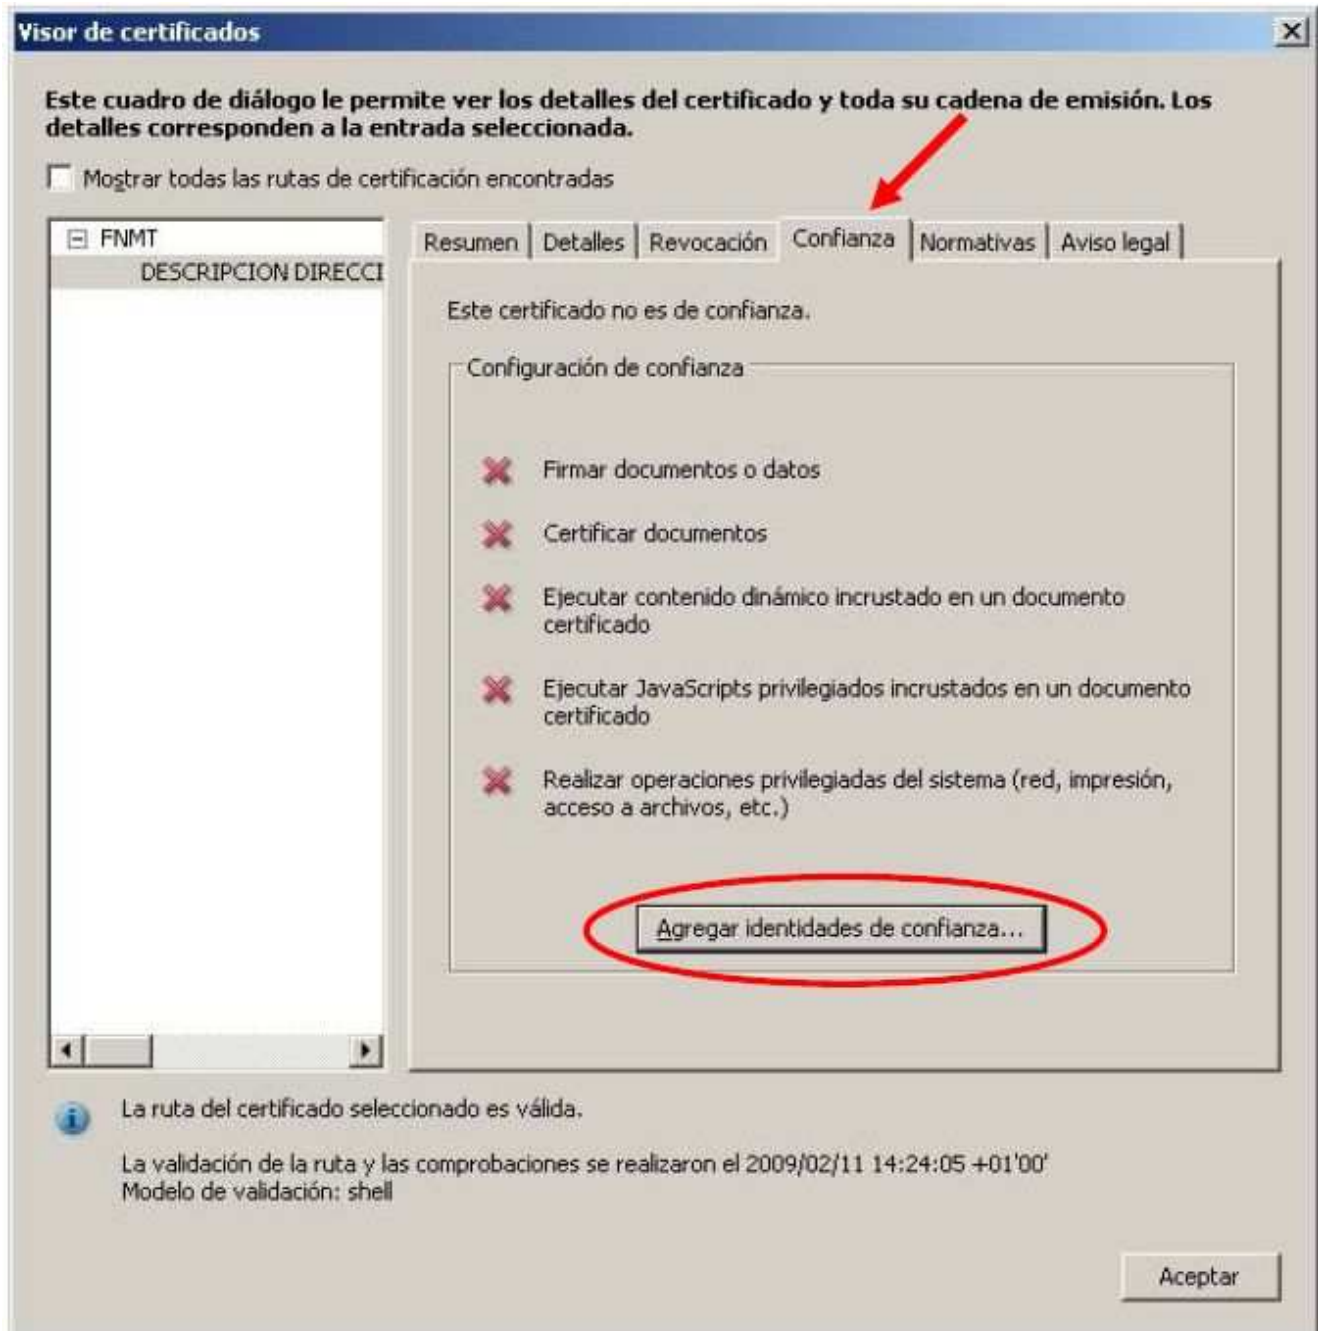 Visor de certificados
Este cuadro de diálogo le permite ver los detalles del certificado y toda su cadena de emisión. Los
detalles corresponden a la entrada seleccionada.
Mostrar todas las rutas de certificación encontradas
FNMT
DESCRIPCION DIRECCI
Resumen
Detalles
Revocación
Confianza
Normativas
Aviso legal
Este certificado no es de confianza.
Configuración de confianza
Firmar documentos o datos
Certificar documentos
Ejecutar contenido dinámico incrustado en un documento
certificado
Ejecutar JavaScripts privilegiados incrustados en un documento
certificado
Realizar operaciones privilegiadas del sistema (red, impresión,
acceso a archivos, etc.)
Agregar identidades de confianza...
La ruta del certificado seleccionado es válida.
La validación de la ruta y las comprobaciones se realizaron el 2009/02/11 14:24:05 +01'00'
Modelo de validación: shell
Aceptar